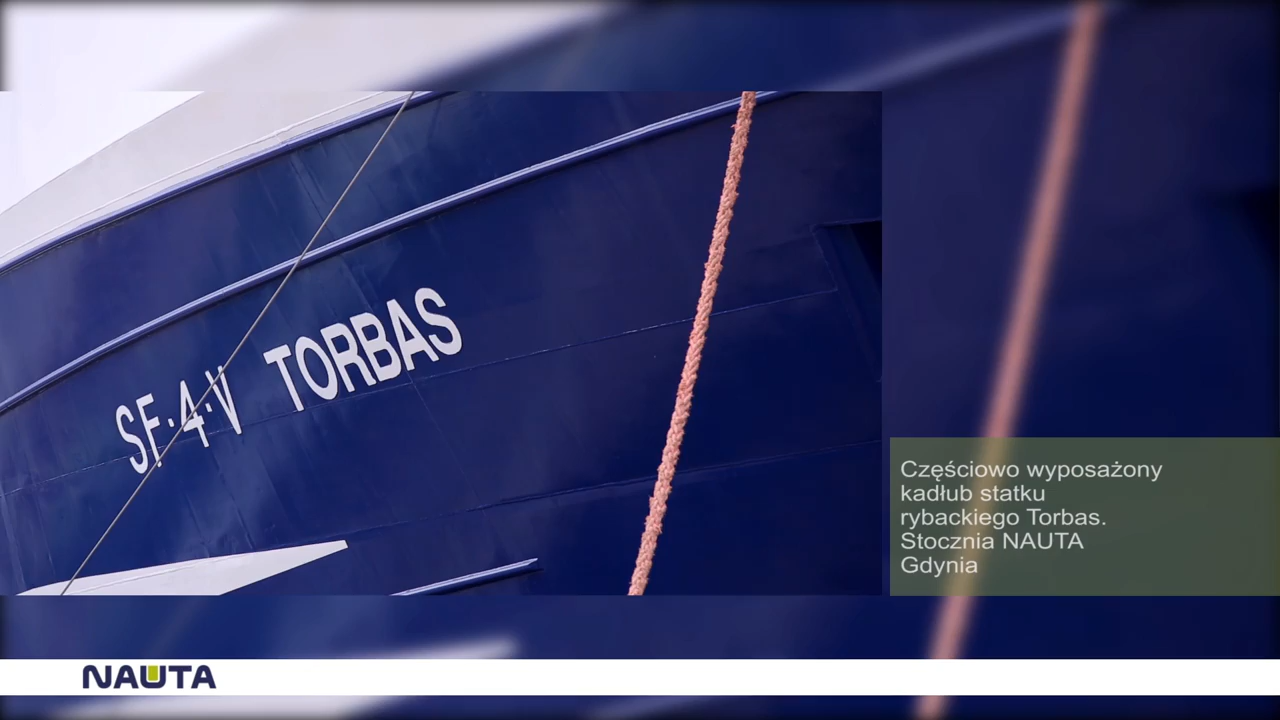 SF·4·V TORBAS
Częściowo wyposażony
kadłub statku
rybackiego Torbas.
Stocznia NAUTA
Gdynia
NAUTA